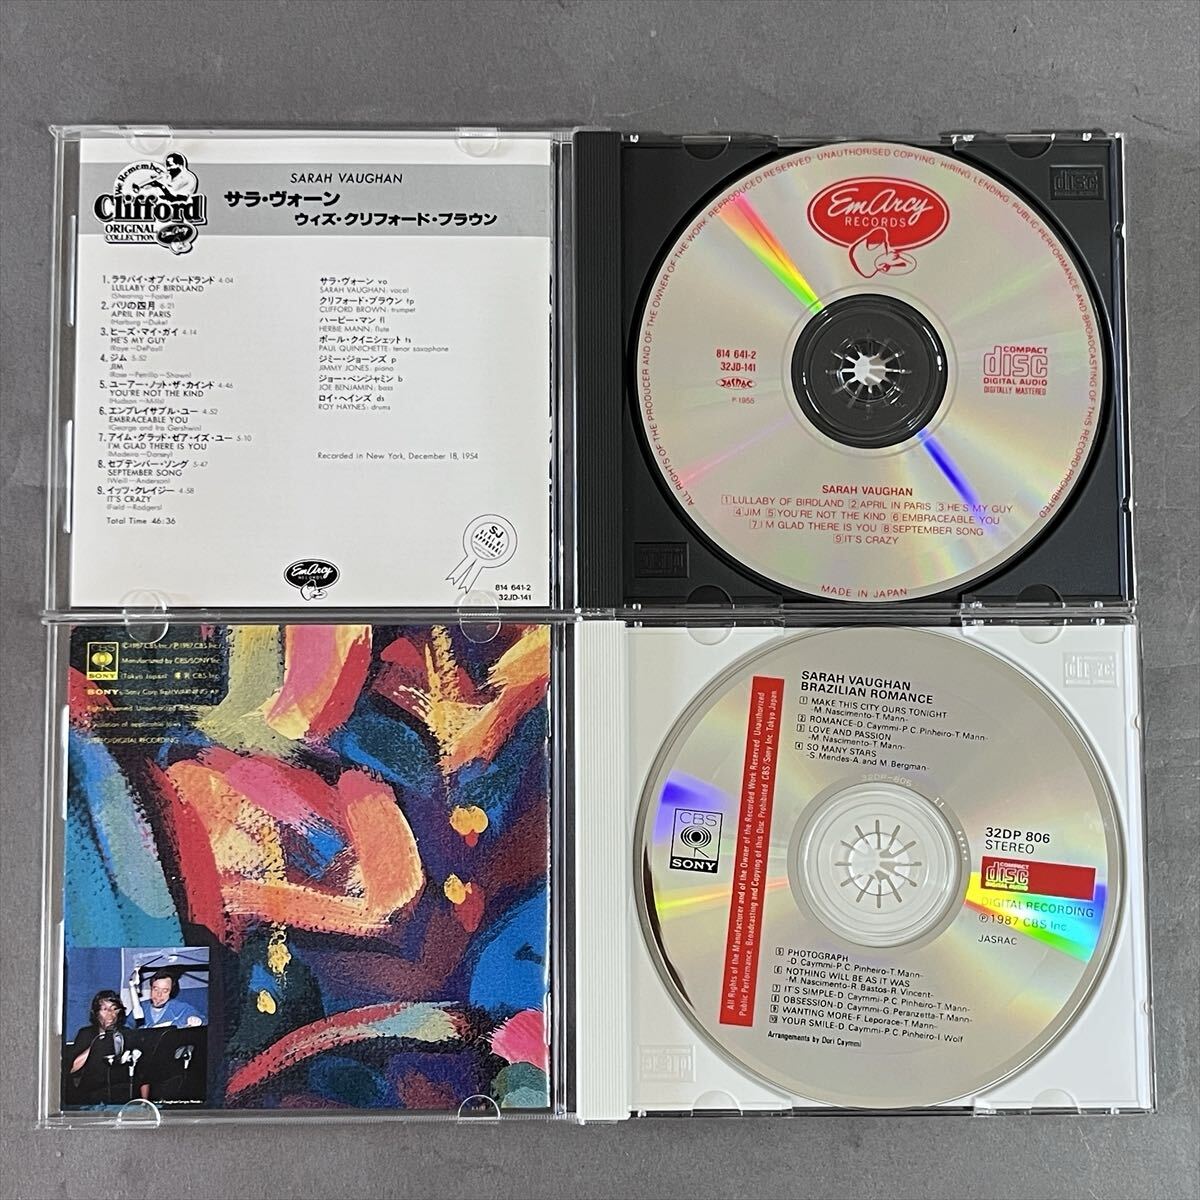 We Remember
Clifford
ORIGINAL
COLLECTION
EmArcy
SARAH VAUGHAN
サラ・ヴォーン
ウィズ・クリフォード・ブラウン
1. ララバイ・オブ・バードランド 4:04
LULLABY OF BIRDLAND
(Shearing—Foster)
2. パリの四月 6:21
APRIL IN PARIS
(Harburg—Duke)
3. ヒーズ・マイ・ガイ 4:14
HE'S MY GUY
(Raye—DePaul)
4. ジム 5:52
JIM
(Rose—Petrillo—Shawn)
5. ユーアー・ノット・ザ・カインド 4:46
YOU'RE NOT THE KIND
(Hudson—Mills)
6. エンブレイサブル・ユー 4:52
EMBRACEABLE YOU
(George and Ira Gershwin)
7. アイム・グラッド・ゼア・イズ・ユー 5:10
I'M GLAD THERE IS YOU
(Madeira—Dorsey)
8. セプテンバー・ソング 5:47
SEPTEMBER SONG
(Weill—Anderson)
9. イッツ・クレイジー 4:58
IT'S CRAZY
(Field—Rodgers)
Total Time 46:36
サラ・ヴォーン vo
SARAH VAUGHAN: vocal
クリフォード・ブラウン tp
CLIFFORD BROWN: trumpet
ハービー・マン fl
HERBIE MANN: flute
ポール・クイニシェット ts
PAUL QUINICHETTE: tenor saxophone
ジミー・ジョーンズ p
JIMMY JONES: piano
ジョー・ベンジャミン b
JOE BENJAMIN: bass
ロイ・ヘインズ ds
ROY HAYNES: drums
Recorded in New York, December 18, 1954
SJ
EmArcy
RECORDS
814 641-2
32JD-141
ALL RIGHTS OF THE PRODUCER AND OF THE OWNER OF THE WORK REPRODUCED RESERVED. UNAUTHORISED COPYING, HIRING, LENDING, PUBLIC PERFORMANCE AND BROADCASTING OF THIS RECORD PROHIBITED
EmArcy
RECORDS
814 641-2
32JD-141
JASRAC
P-1955
COMPACT
disc
DIGITAL AUDIO
DIGITALLY MASTERED
SARAH VAUGHAN
1 LULLABY OF BIRDLAND 2 APRIL IN PARIS 3 HE'S MY GUY
4 JIM 5 YOU'RE NOT THE KIND 6 EMBRACEABLE YOU
7 I'M GLAD THERE IS YOU 8 SEPTEMBER SONG
9 IT'S CRAZY
MADE IN JAPAN
CBS
SONY
©1987 CBS Inc./℗1987 CBS Inc.
Manufactured by CBS/SONY Inc.
SONY
STEREO/DIGITAL RECORDING
SARAH VAUGHAN
BRAZILIAN ROMANCE
1 MAKE THIS CITY OURS TONIGHT
-M. Nascimento-T. Mann-
2 ROMANCE-D. Caymmi-P. C. Pinheiro-T. Mann-
3 LOVE AND PASSION
-M. Nascimento-T. Mann-
4 SO MANY STARS
-S. Mendes-A. and M. Bergman-
32DP-806
All Rights of the Manufacturer and of the Owner of the Recorded Work Reserved. Unauthorized
Public Performance, Broadcasting and Copying of this Disc Prohibited. CBS/Sony Inc. Tokyo Japan
CBS
SONY
32DP 806
STEREO
COMPACT
disc
DIGITAL AUDIO
DIGITAL RECORDING
℗1987 CBS Inc.
JASRAC
5 PHOTOGRAPH
-D. Caymmi-P. C. Pinheiro-T. Mann-
6 NOTHING WILL BE AS IT WAS
-M. Nascimento-R. Bastos-R. Vincent-
7 IT'S SIMPLE-D. Caymmi-P. C. Pinheiro-T. Mann-
8 OBSESSION-D. Caymmi-G. Peranzetta-T. Mann-
9 WANTING MORE-F. Leporace-T. Mann-
10 YOUR SMILE-D. Caymmi-P. C. Pinheiro-I. Wolf
Arrangements by Dori Caymmi